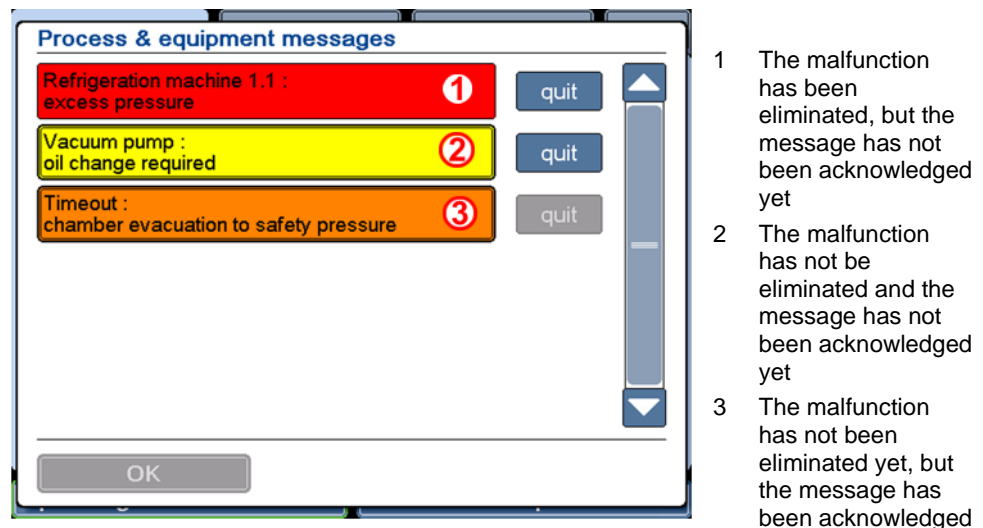 Process & equipment messages
Refrigeration machine 1.1 :
excess pressure
1
quit
Vacuum pump :
oil change required
2
quit
Timeout :
chamber evacuation to safety pressure
3
quit
OK
1 The malfunction
has been
eliminated, but the
message has not
been acknowledged
yet
2 The malfunction
has not be
eliminated and the
message has not
been acknowledged
yet
3 The malfunction
has not been
eliminated yet, but
the message has
been acknowledged